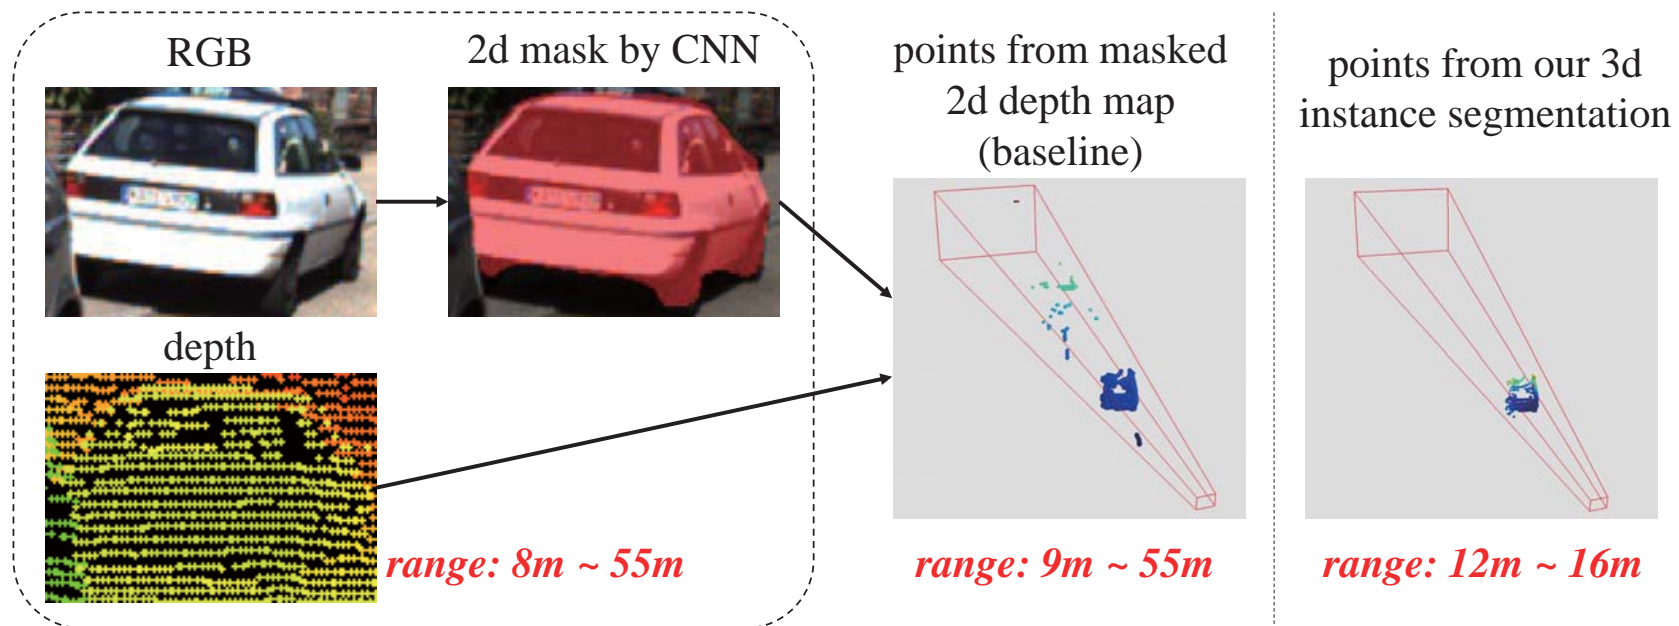 RGB
2d mask by CNN
depth
range: 8m ~ 55m
points from masked
2d depth map
(baseline)
range: 9m ~ 55m
points from our 3d
instance segmentation
range: 12m ~ 16m